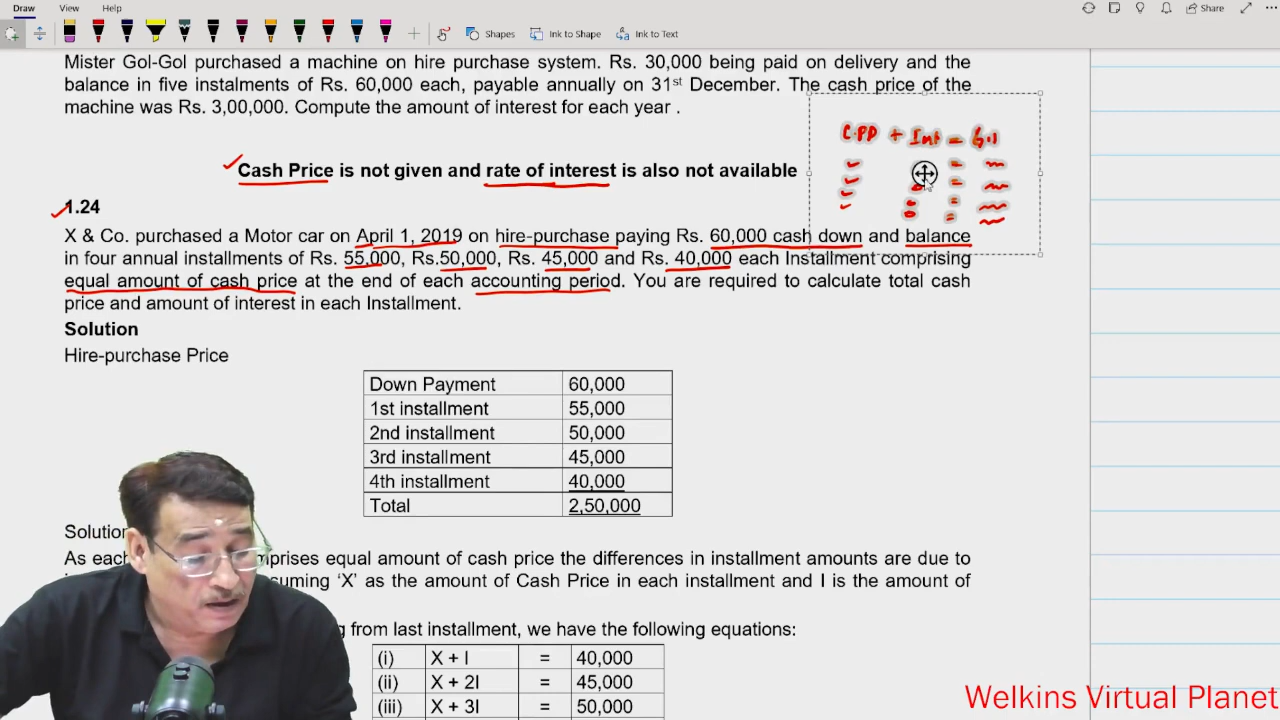 Draw View Help
Share
Shapes Ink to Shape Ink to Text
Mister Gol-Gol purchased a machine on hire purchase system. Rs. 30,000 being paid on delivery and the
balance in five instalments of Rs. 60,000 each, payable annually on 31st December. The cash price of the
machine was Rs. 3,00,000. Compute the amount of interest for each year .
C.PP + Int =
Cash Price is not given and rate of interest is also not available
1.24
X & Co. purchased a Motor car on April 1, 2019 on hire-purchase paying Rs. 60,000 cash down and balance
in four annual installments of Rs. 55,000, Rs.50,000, Rs. 45,000 and Rs. 40,000 each Installment comprising
equal amount of cash price at the end of each accounting period. You are required to calculate total cash
price and amount of interest in each Installment.
Solution
Hire-purchase Price
Down Payment 60,000
1st installment 55,000
2nd installment 50,000
3rd installment 45,000
4th installment 40,000
Total 2,50,000
Solution
As each mprises equal amount of cash price the differences in installment amounts are due to
suming ‘X’ as the amount of Cash Price in each installment and I is the amount of
g from last installment, we have the following equations:
(i) X + I = 40,000
(ii) X + 2I = 45,000
(iii) X + 3I = 50,000
Welkins Virtual Planet